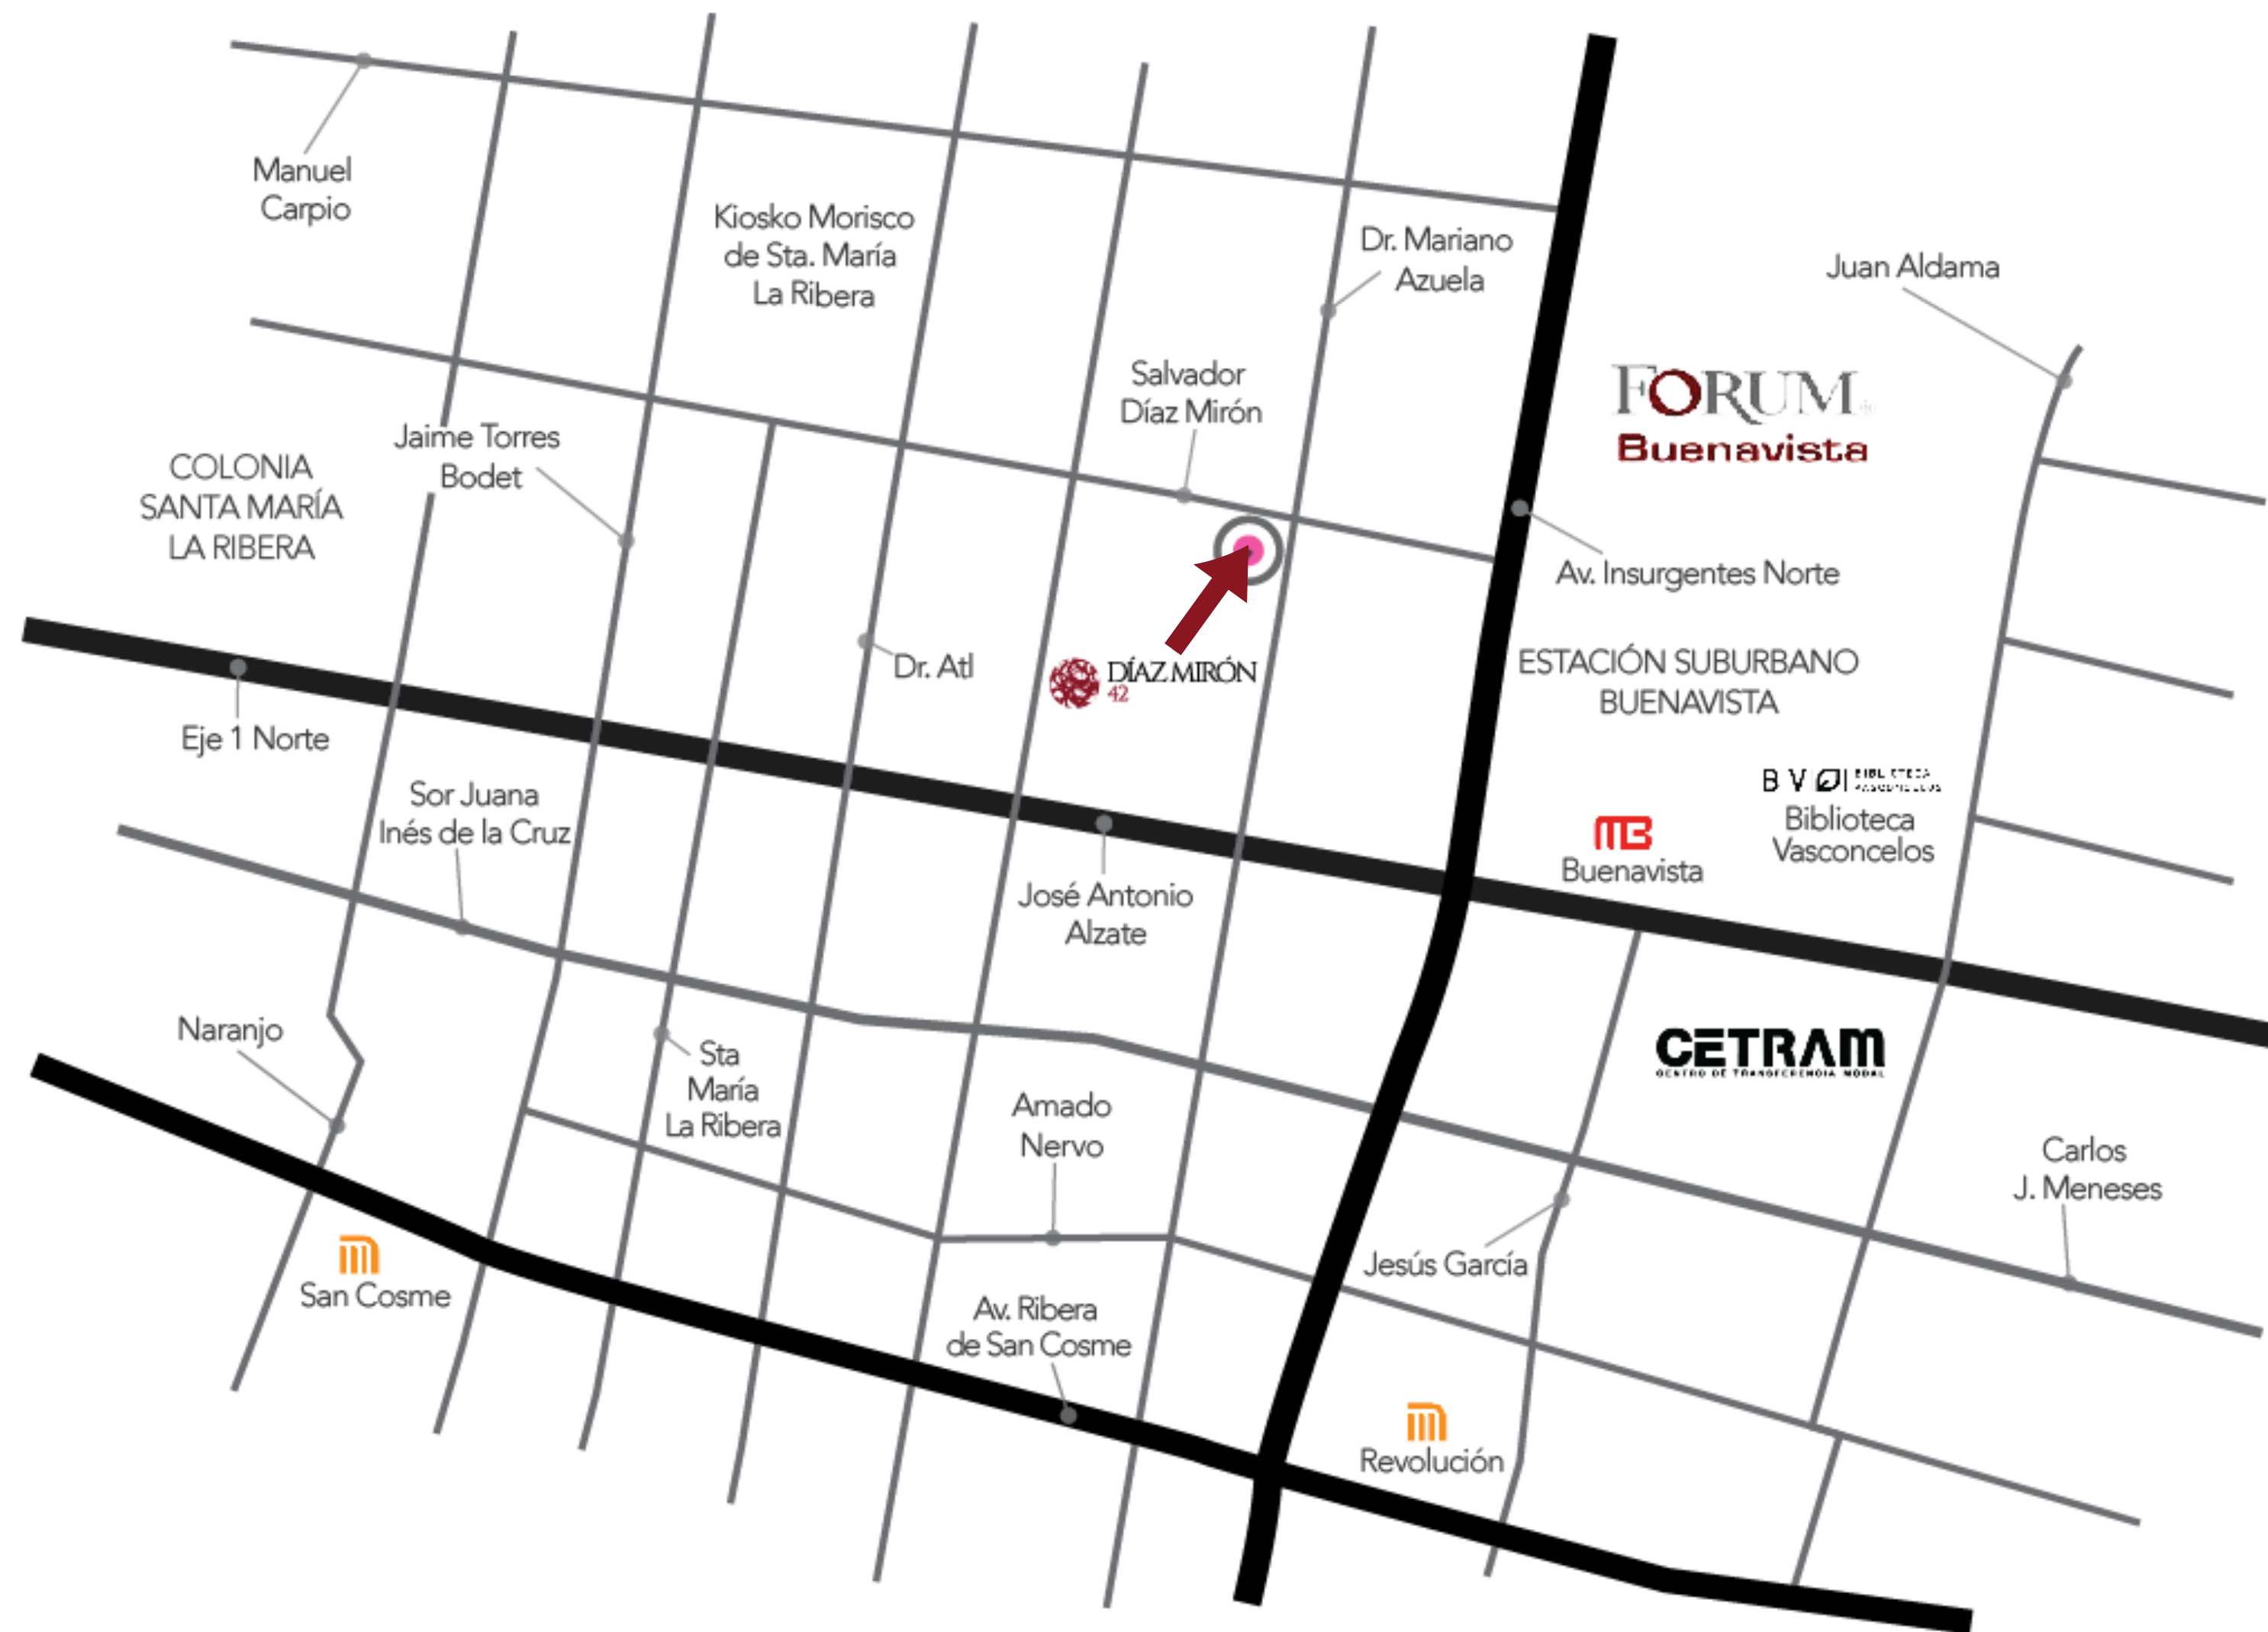 Manuel
Carpio
Kiosko Morisco
de Sta. María
La Ribera
Dr. Mariano
Azuela
Juan Aldama
Salvador
Díaz Mirón
FORUM
Buenavista
Jaime Torres
Bodet
COLONIA
SANTA MARÍA
LA RIBERA
Av. Insurgentes Norte
Dr. Atl
DÍAZ MIRÓN
42
ESTACIÓN SUBURBANO
BUENAVISTA
Eje 1 Norte
Sor Juana
Inés de la Cruz
BV
BIBLIOTECA
VASCONCELOS
Biblioteca
Vasconcelos
MB
Buenavista
José Antonio
Alzate
Naranjo
Sta
María
La Ribera
CETRAM
CENTRO DE TRANSFERENCIA MODAL
Amado
Nervo
Carlos
J. Meneses
Jesús García
San Cosme
Av. Ribera
de San Cosme
Revolución